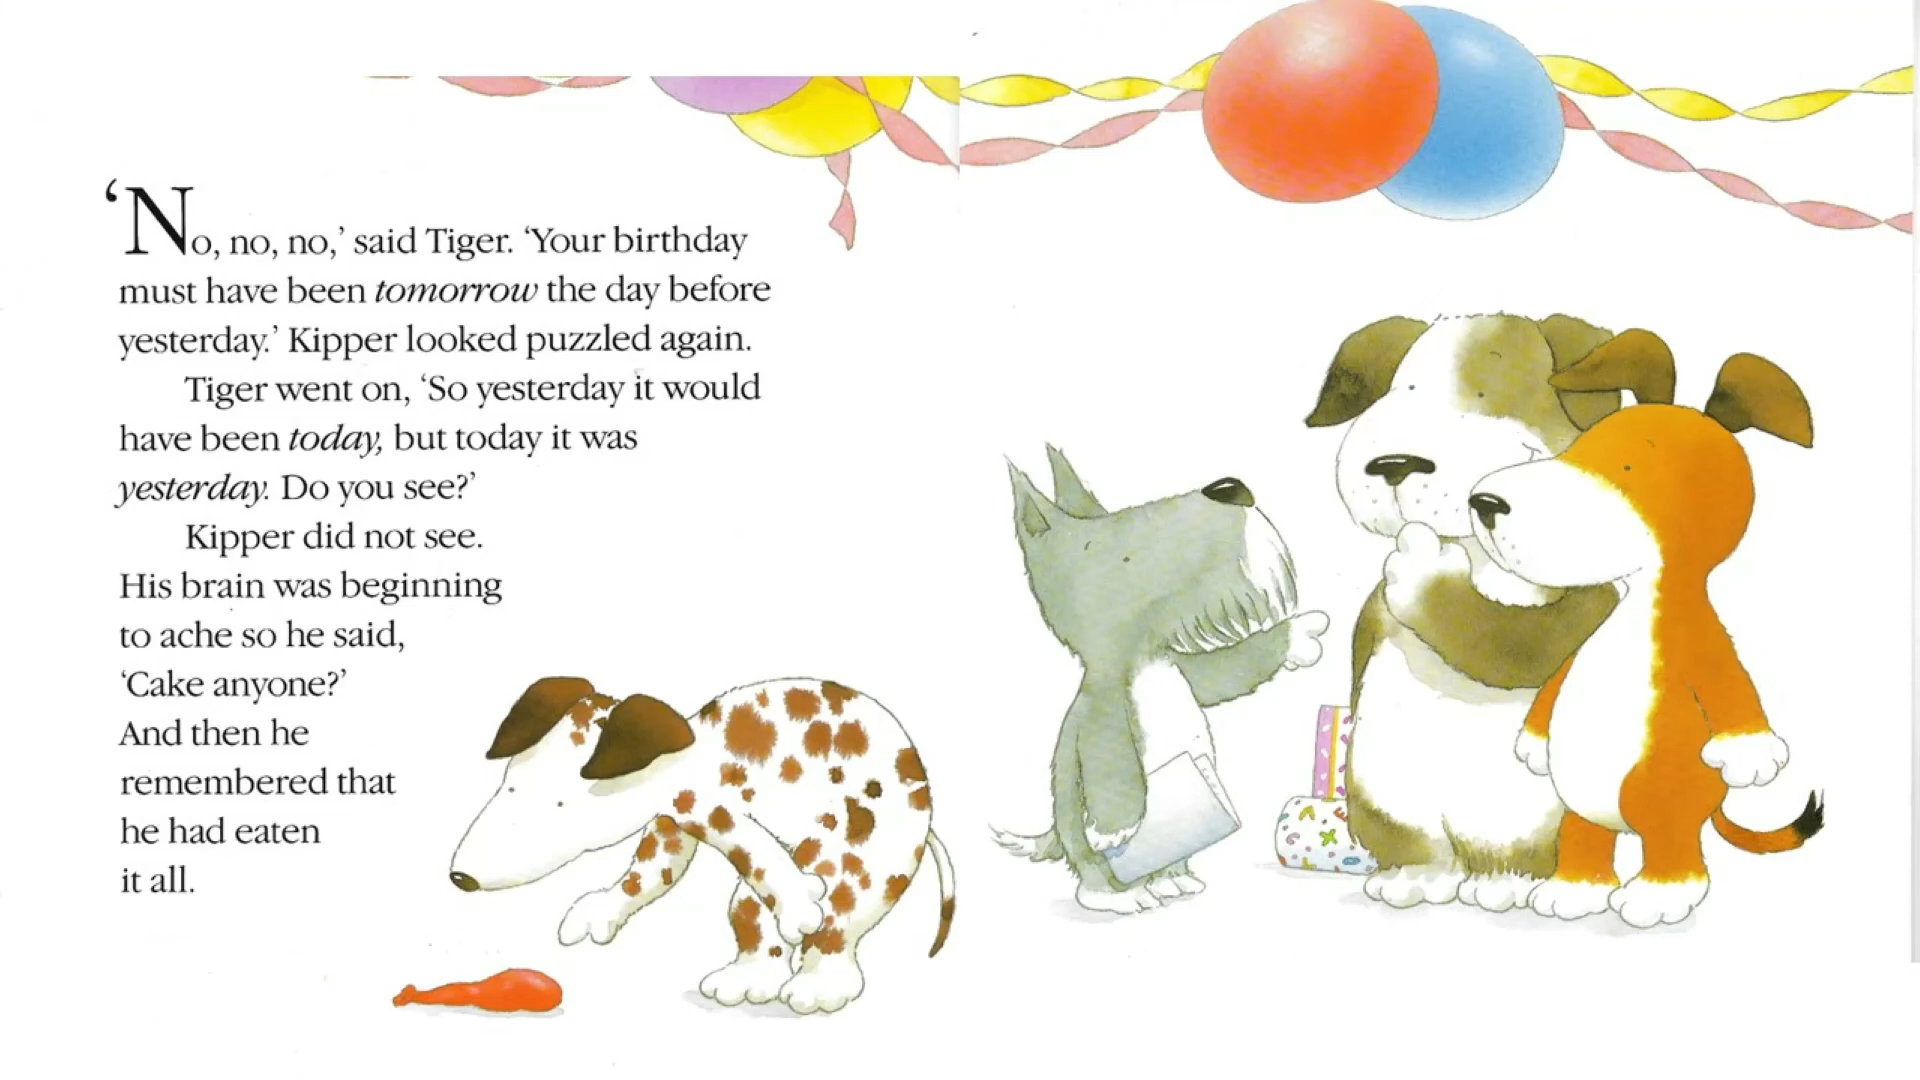 ‘No, no, no,’ said Tiger. ‘Your birthday
must have been tomorrow the day before
yesterday.’ Kipper looked puzzled again.
Tiger went on, ‘So yesterday it would
have been today, but today it was
yesterday. Do you see?’
Kipper did not see.
His brain was beginning
to ache so he said,
‘Cake anyone?’
And then he
remembered that
he had eaten
it all.